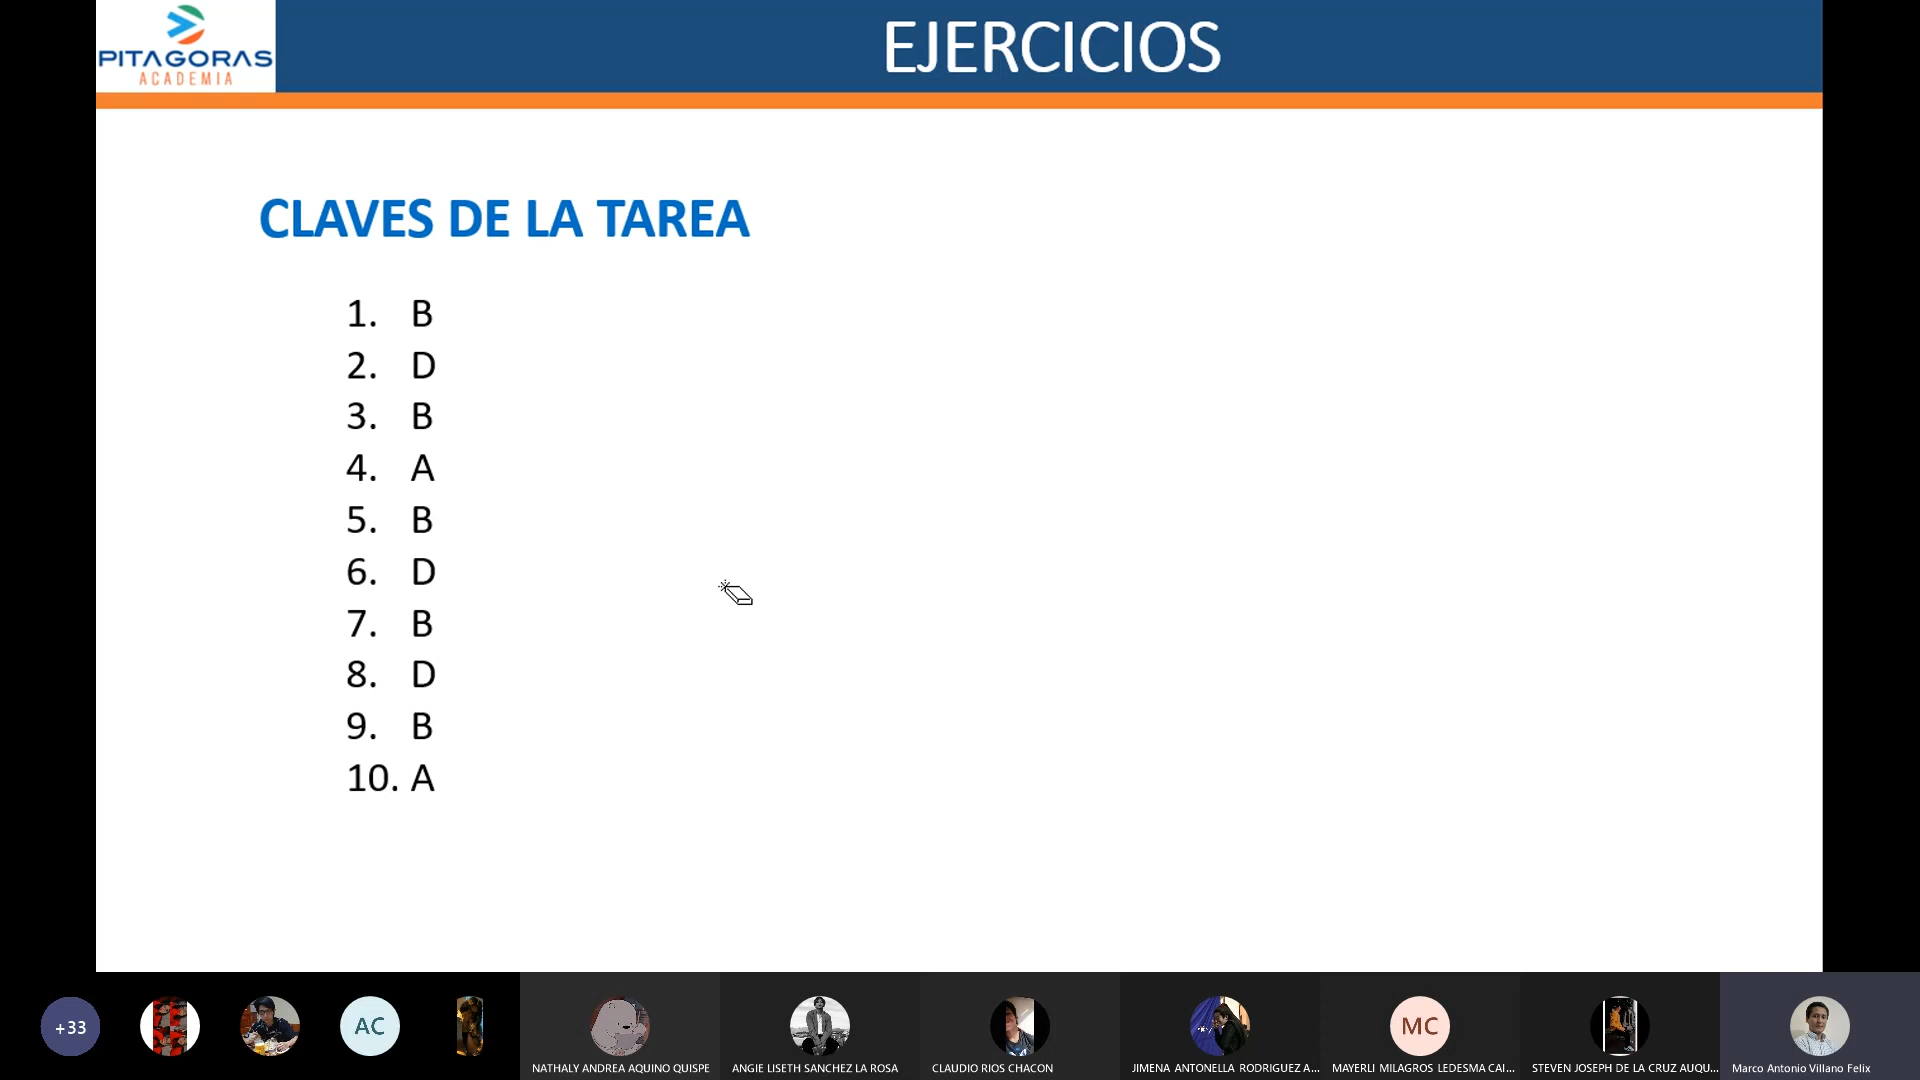 PITAGORAS
ACADEMIA
EJERCICIOS
CLAVES DE LA TAREA
1. B
2. D
3. B
4. A
5. B
6. D
7. B
8. D
9. B
10. A
+33
AC
MC
NATHALY ANDREA AQUINO QUISPE
ANGIE LISETH SANCHEZ LA ROSA
CLAUDIO RIOS CHACON
JIMENA ANTONELLA RODRIGUEZ A...
MAYERLI MILAGROS LEDESMA CAI...
STEVEN JOSEPH DE LA CRUZ AUQU...
Marco Antonio Villano Felix